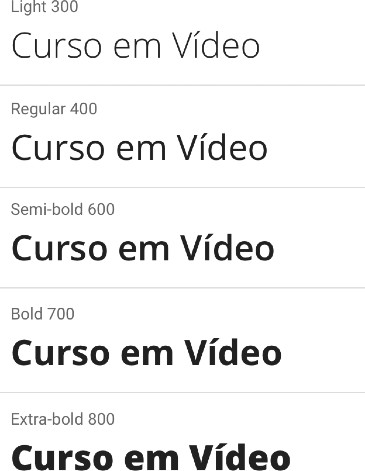 Light 300
Curso em Vídeo
Regular 400
Curso em Vídeo
Semi-bold 600
Curso em Vídeo
Bold 700
Curso em Vídeo
Extra-bold 800
Curso em Vídeo